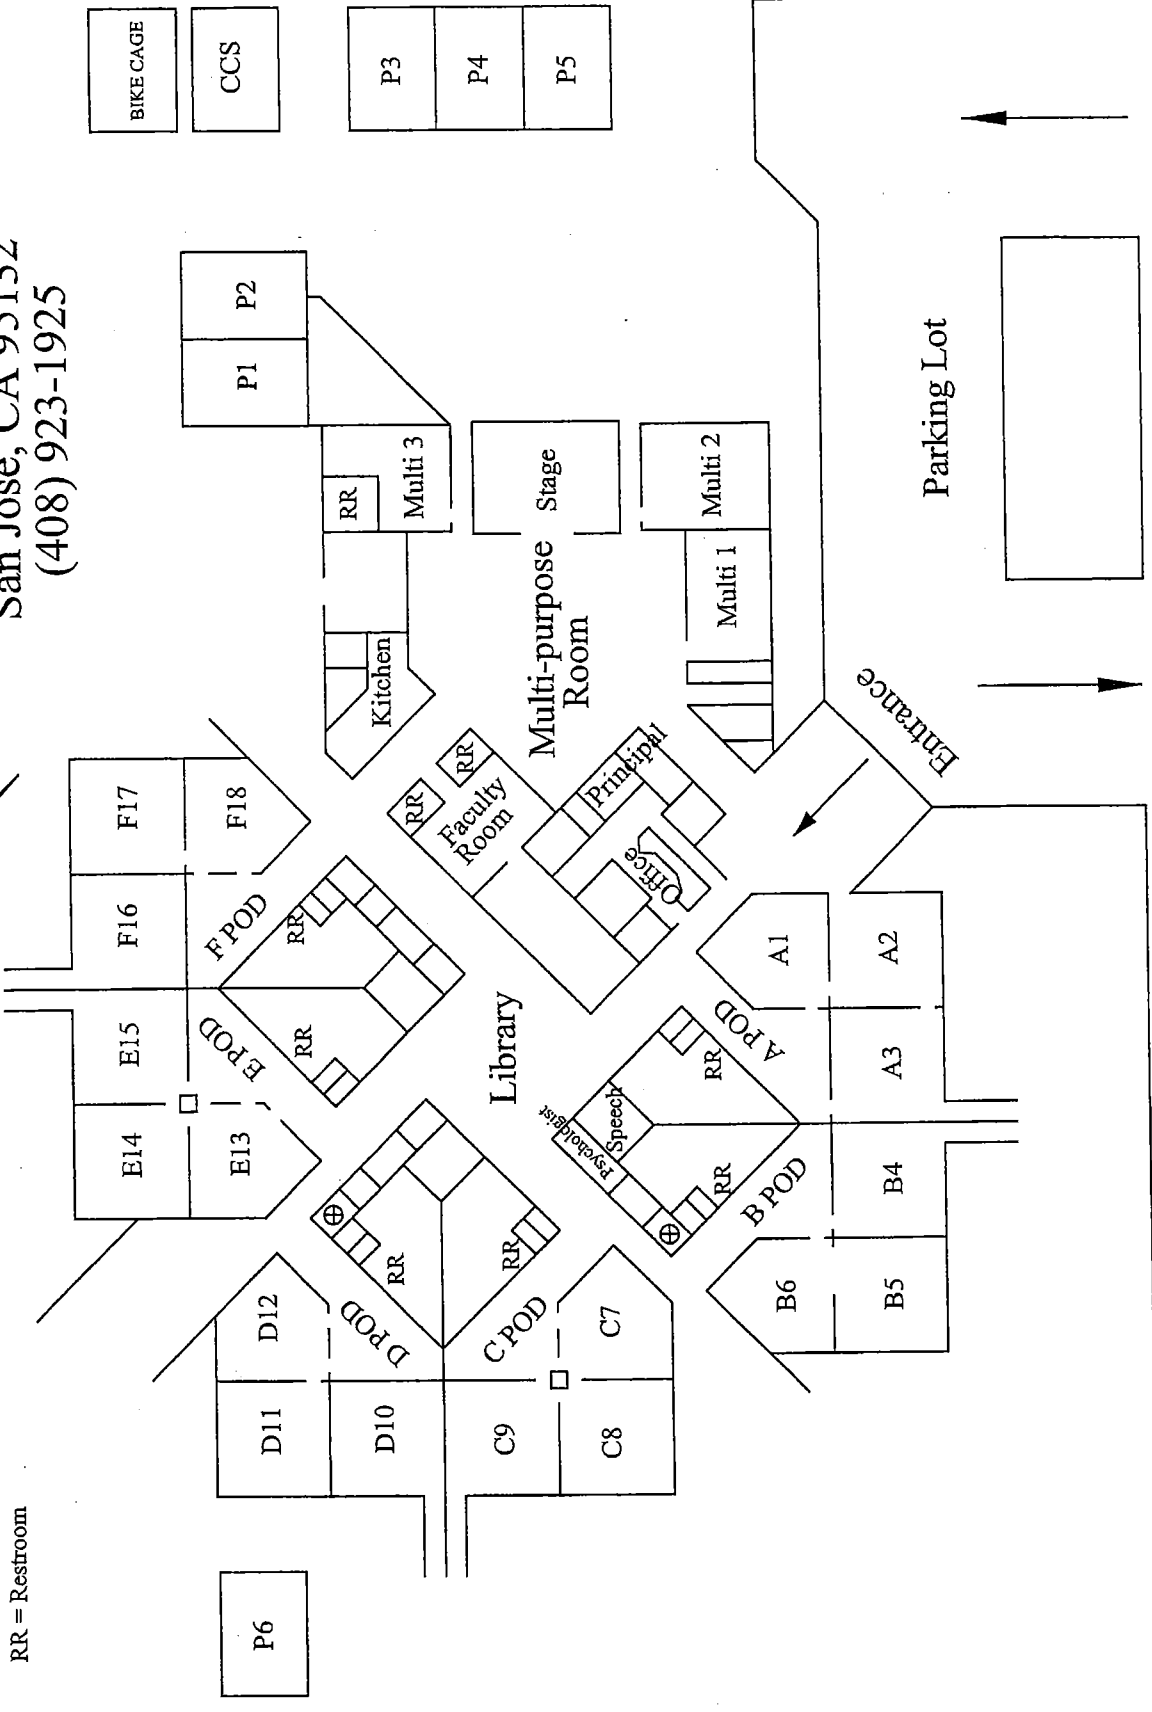 San Jose, CA 95132
(408) 923-1925
RR = Restroom
BIKE CAGE
CCS
P3
P4
P5
P1
P2
P6
RR
Multi 3
Kitchen
Stage
Multi-purpose
Room
Multi 2
Multi 1
Parking Lot
Entrance
F17
F18
F16
F POD
RR
E15
E14
E13
E POD
RR
RR
RR
Faculty
Room
Principal
Office
Library
D12
D11
D10
D POD
RR
C7
C8
C9
C POD
RR
Psychologist
Speech
RR
RR
A POD
A1
A2
A3
B POD
B4
B5
B6